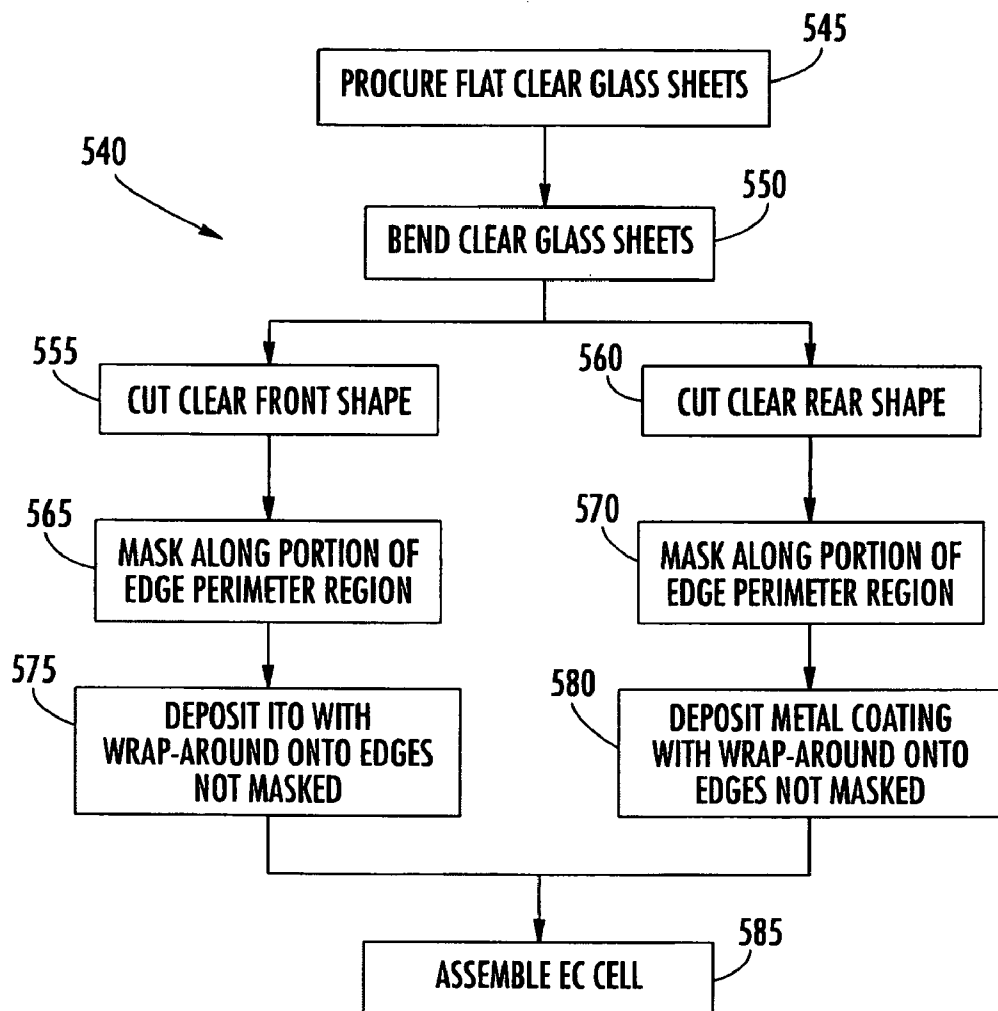 545
PROCURE FLAT CLEAR GLASS SHEETS
540
550
BEND CLEAR GLASS SHEETS
555
CUT CLEAR FRONT SHAPE
560
CUT CLEAR REAR SHAPE
565
MASK ALONG PORTION OF
EDGE PERIMETER REGION
570
MASK ALONG PORTION OF
EDGE PERIMETER REGION
575
DEPOSIT ITO WITH
WRAP-AROUND ONTO EDGES
NOT MASKED
580
DEPOSIT METAL COATING
WITH WRAP-AROUND ONTO
EDGES NOT MASKED
585
ASSEMBLE EC CELL